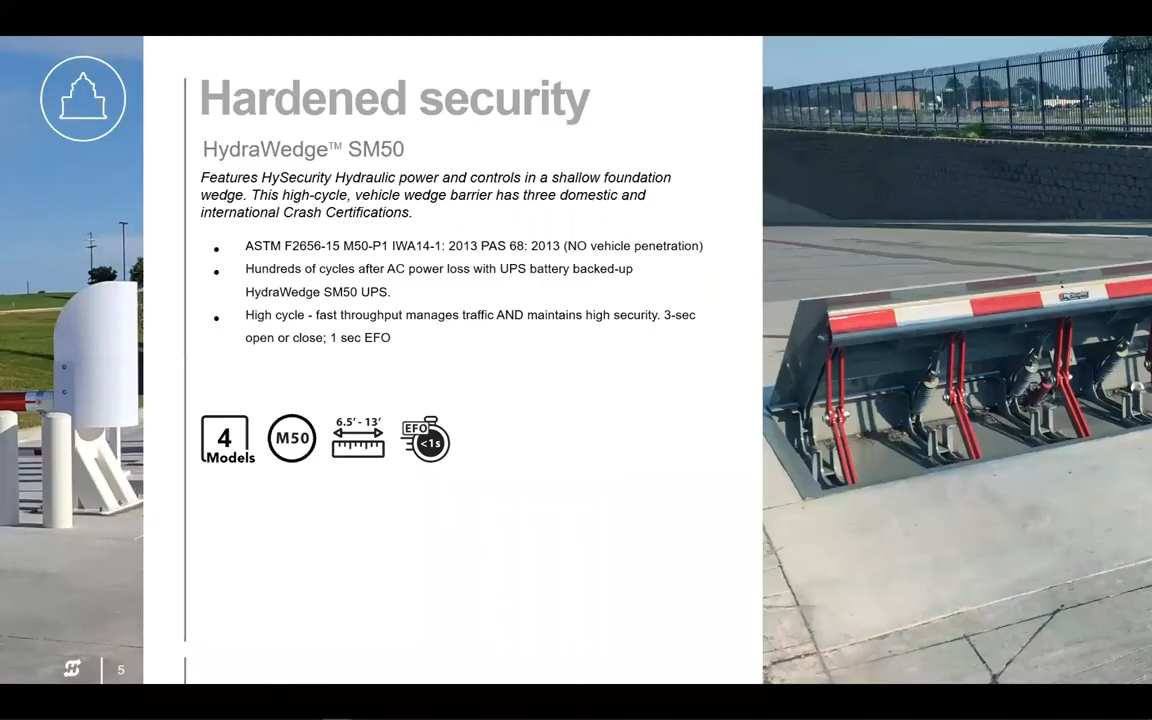 Hardened security
HydraWedge™ SM50
Features HySecurity Hydraulic power and controls in a shallow foundation
wedge. This high-cycle, vehicle wedge barrier has three domestic and
international Crash Certifications.
• ASTM F2656-15 M50-P1 IWA14-1: 2013 PAS 68: 2013 (NO vehicle penetration)
• Hundreds of cycles after AC power loss with UPS battery backed-up
HydraWedge SM50 UPS.
• High cycle - fast throughput manages traffic AND maintains high security. 3-sec
open or close; 1 sec EFO
4
Models
M50
6.5' - 13'
EFO
<1s
5